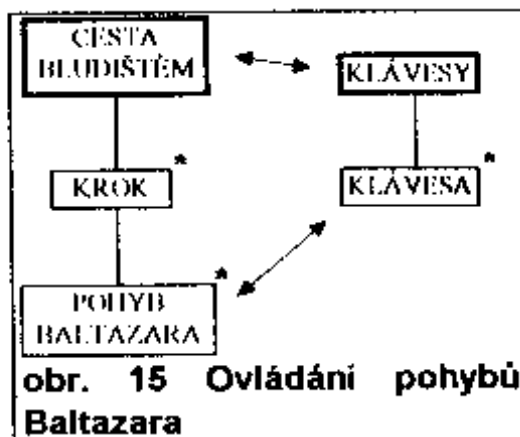 CESTA
BLUDIŠTĚM
KLÁVESY
KROK
*
KLÁVESA
*
POHYB
BALTAZARA
*
obr. 15 Ovládání pohybů
Baltazara